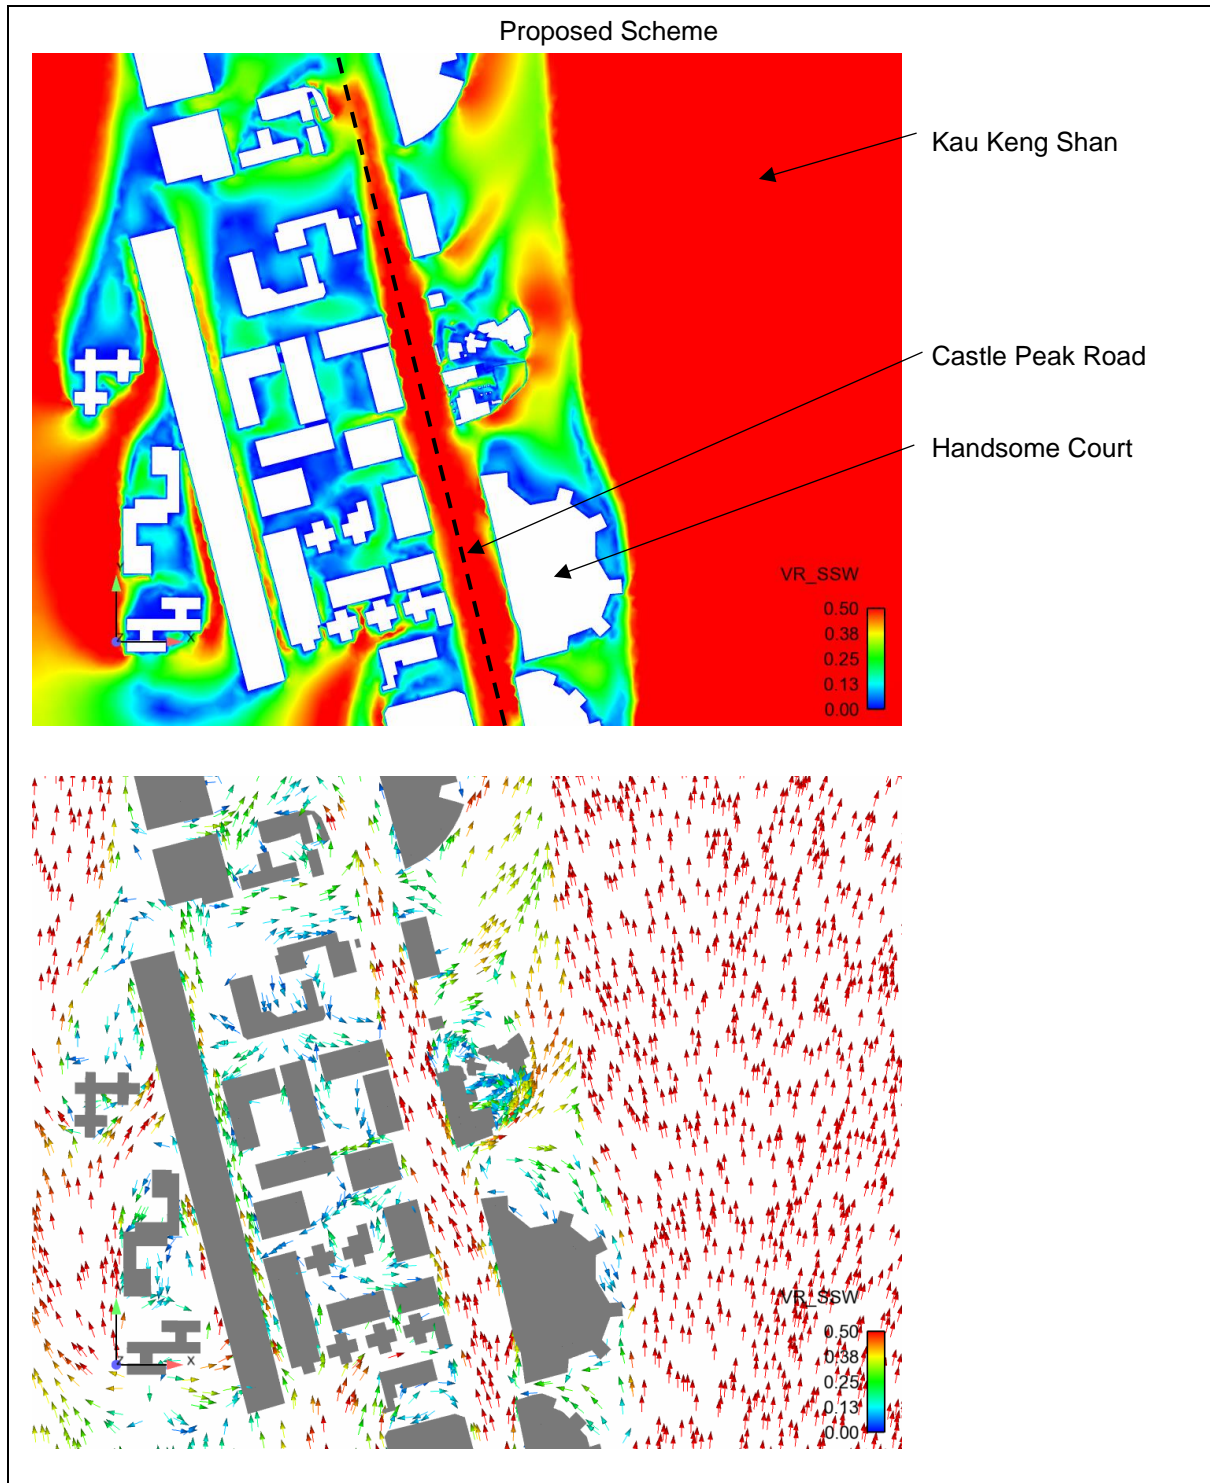 Proposed Scheme
Kau Keng Shan
Castle Peak Road
Handsome Court
VR_SSW
0.50
0.38
0.25
0.13
0.00
Y
Z
X
VR_SSW
0.50
0.38
0.25
0.13
0.00
Z
X